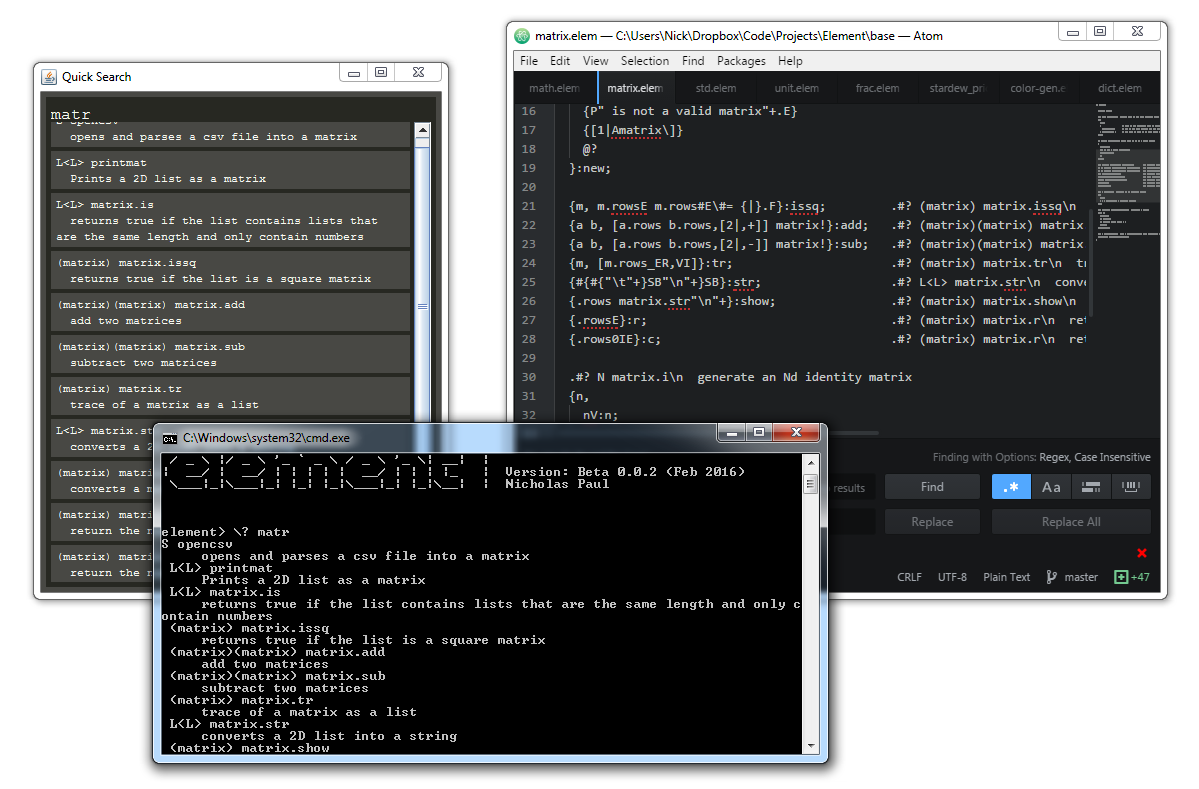 Quick Search
matr
S opencsv
opens and parses a csv file into a matrix
L<L> printmat
Prints a 2D list as a matrix
L<L> matrix.is
returns true if the list contains lists that
are the same length and only contain numbers
(matrix) matrix.issq
returns true if the list is a square matrix
(matrix)(matrix) matrix.add
add two matrices
(matrix)(matrix) matrix.sub
subtract two matrices
(matrix) matrix.tr
trace of a matrix as a list
L<L> matrix.st
converts a 2
(matrix) matri
converts a m
(matrix) matri
return the
(matrix) matri
return the
matrix.elem — C:\Users\Nick\Dropbox\Code\Projects\Element\base — Atom
File Edit View Selection Find Packages Help
math.elem matrix.elem std.elem unit.elem frac.elem stardew_pri color-gen.e dict.elem
16 {P" is not a valid matrix"+.E}
17 {[1|Amatrix\]}
18 @?
19 }:new;
20
21 {m, m.rowsE m.rows#E\#= {|}.F}:issq; .#? (matrix) matrix.issq\n
22 {a b, [a.rows b.rows,[2|,+]] matrix!}:add; .#? (matrix)(matrix) matrix
23 {a b, [a.rows b.rows,[2|,-]] matrix!}:sub; .#? (matrix)(matrix) matrix
24 {m, [m.rows_ER,VI]}:tr; .#? (matrix) matrix.tr\n tr
25 {#{#{"\t"+}SB"\n"+}SB}:str; .#? L<L> matrix.str\n conve
26 {.rows matrix.str"\n"+}:show; .#? (matrix) matrix.show\n
27 {.rowsE}:r; .#? (matrix) matrix.r\n ret
28 {.rows0IE}:c; .#? (matrix) matrix.r\n ret
29
30 .#? N matrix.i\n generate an Nd identity matrix
31 {n,
32 nV:n;
Finding with Options: Regex, Case Insensitive
results Find .* Aa
Replace Replace All
CRLF UTF-8 Plain Text master +47
C:\Windows\system32\cmd.exe
element
Version: Beta 0.0.2 (Feb 2016)
Nicholas Paul
element> \? matr
S opencsv
opens and parses a csv file into a matrix
L<L> printmat
Prints a 2D list as a matrix
L<L> matrix.is
returns true if the list contains lists that are the same length and only c
ontain numbers
(matrix) matrix.issq
returns true if the list is a square matrix
(matrix)(matrix) matrix.add
add two matrices
(matrix)(matrix) matrix.sub
subtract two matrices
(matrix) matrix.tr
trace of a matrix as a list
L<L> matrix.str
converts a 2D list into a string
(matrix) matrix.show